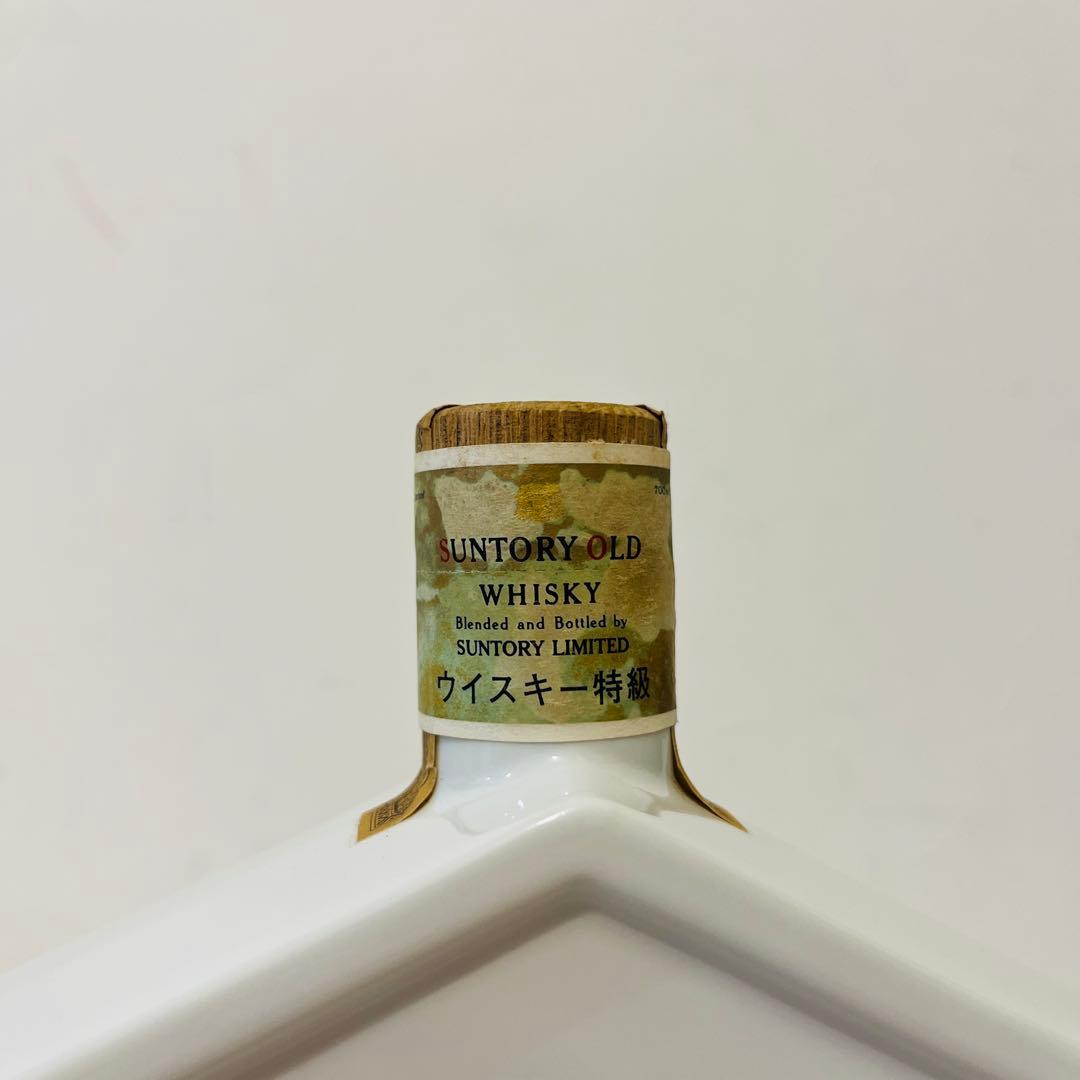 SUNTORY OLD
WHISKY
Blended and Bottled by
SUNTORY LIMITED
ウイスキー特級